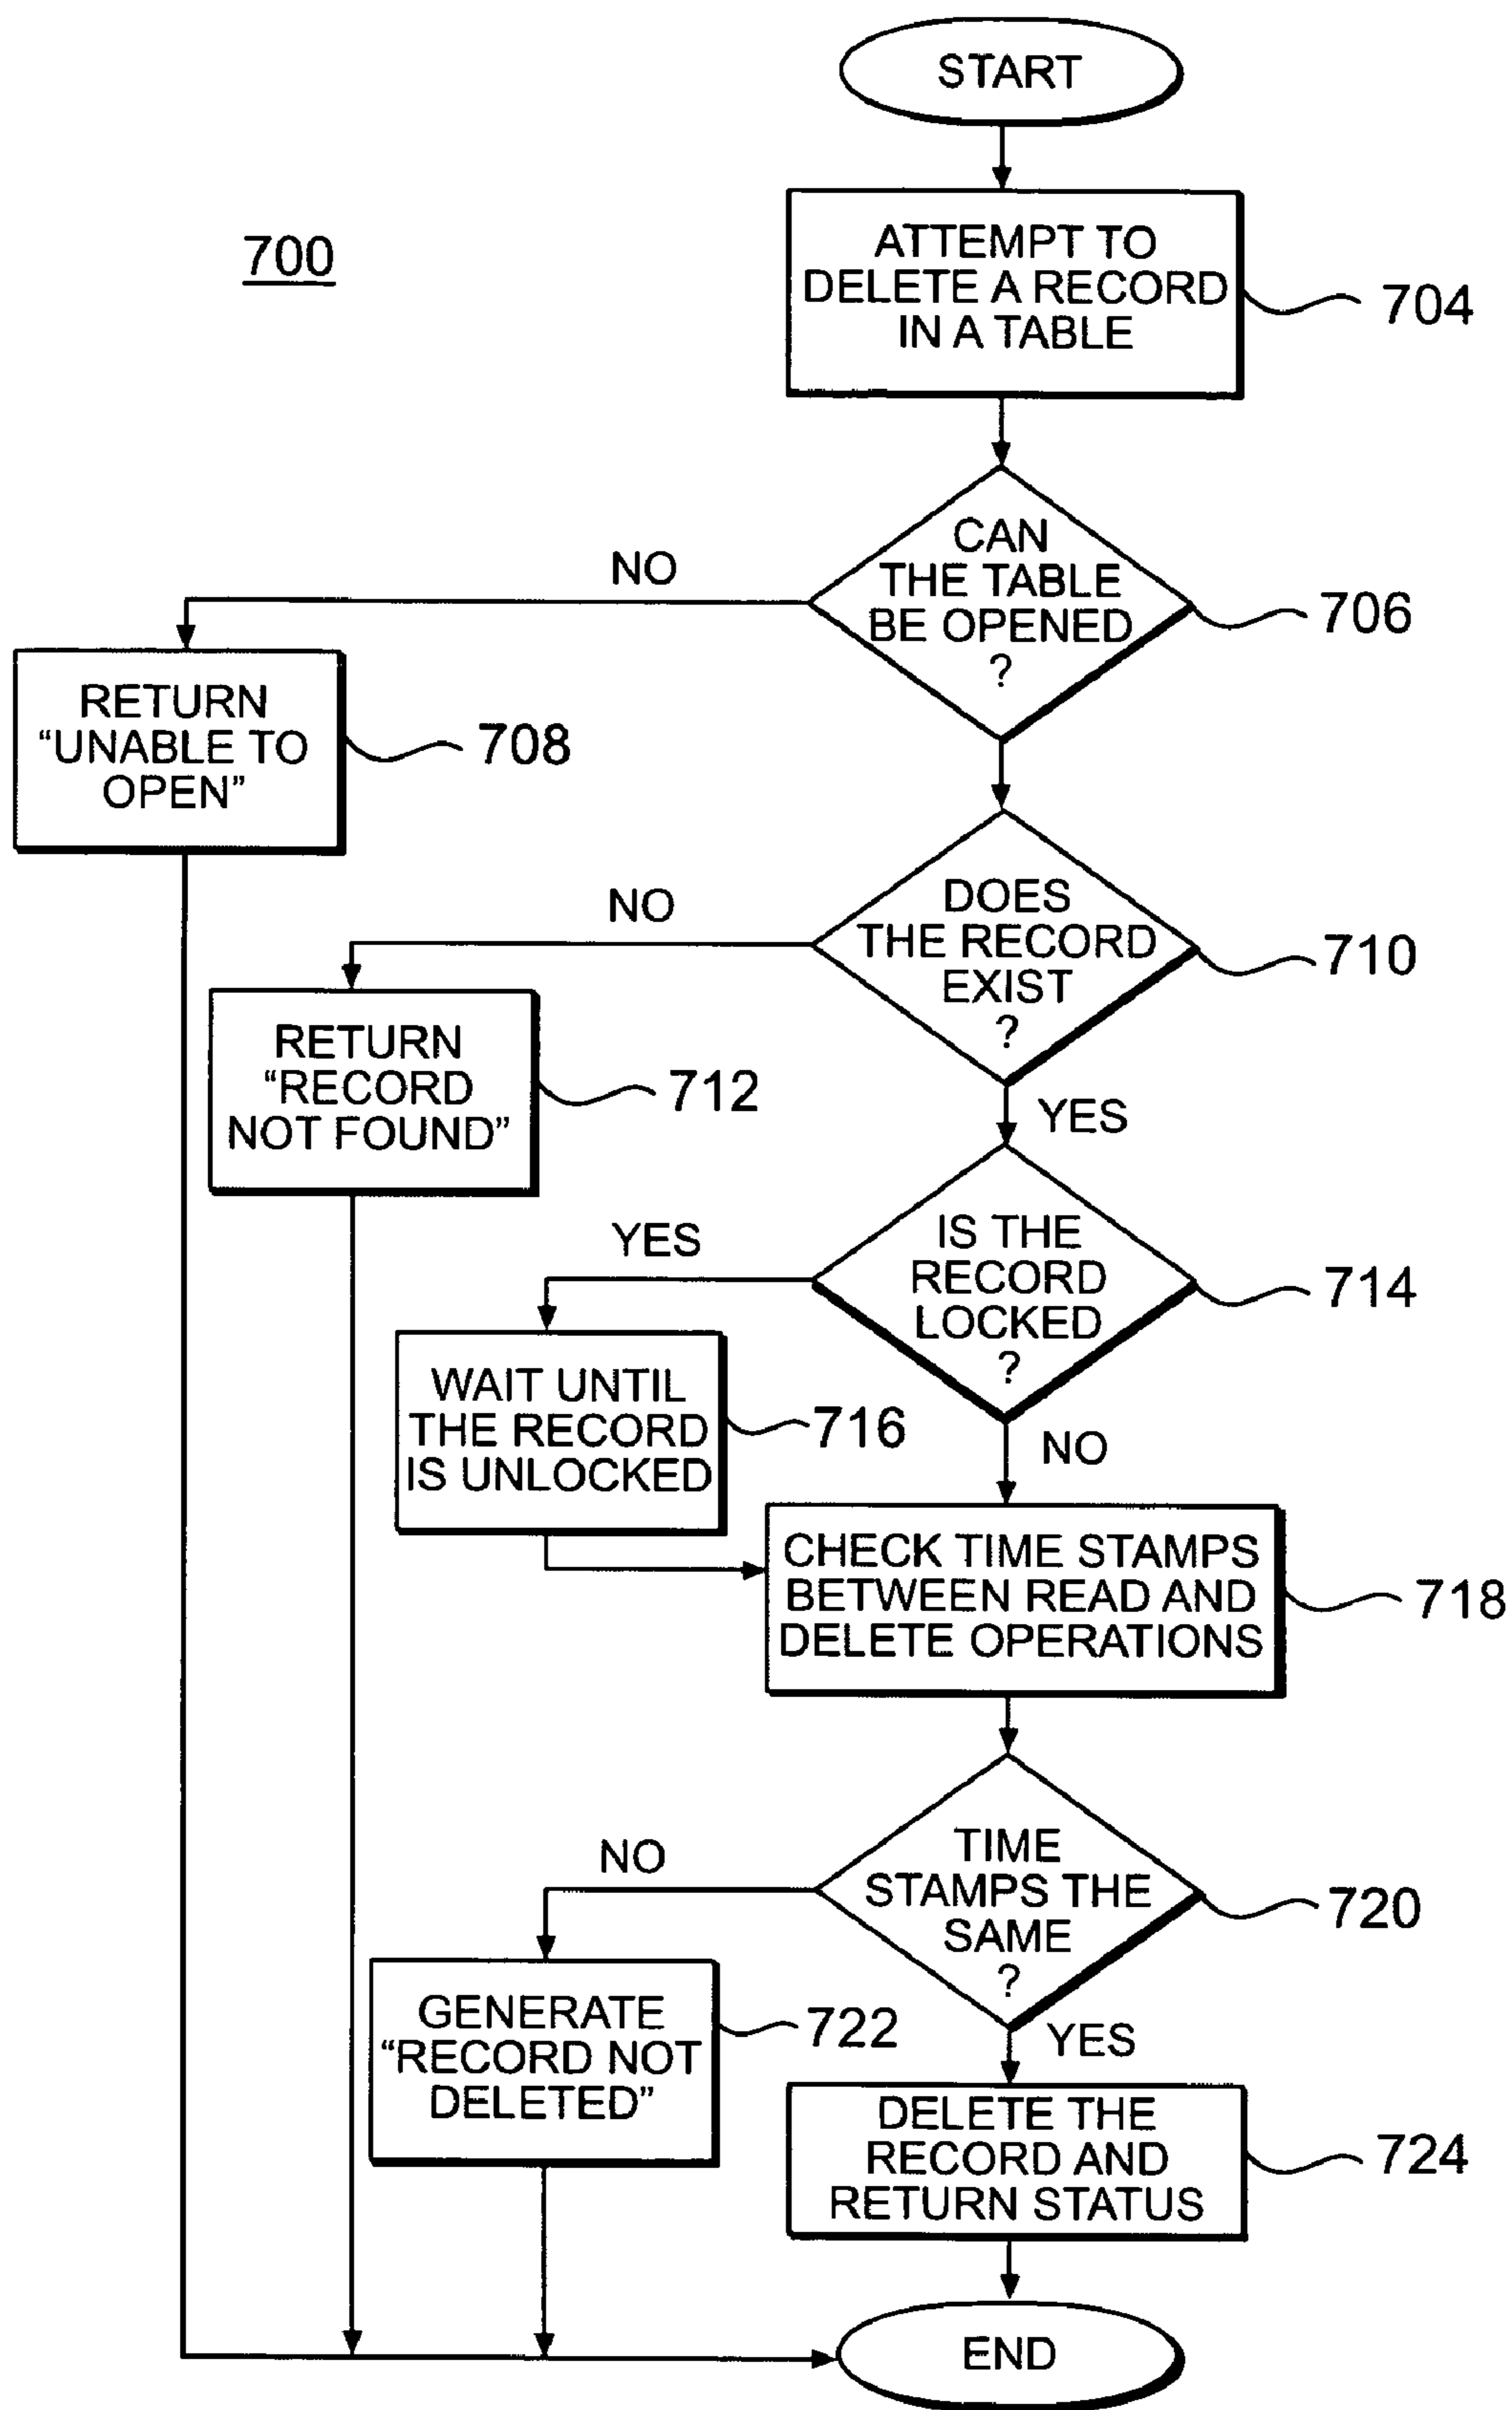 START
700
ATTEMPT TO
DELETE A RECORD
IN A TABLE
704
CAN
THE TABLE
BE OPENED
?
706
NO
RETURN
“UNABLE TO
OPEN”
708
DOES
THE RECORD
EXIST
?
710
NO
RETURN
“RECORD
NOT FOUND”
712
YES
IS THE
RECORD
LOCKED
?
714
YES
WAIT UNTIL
THE RECORD
IS UNLOCKED
716
NO
CHECK TIME STAMPS
BETWEEN READ AND
DELETE OPERATIONS
718
TIME
STAMPS THE
SAME
?
720
NO
GENERATE
“RECORD NOT
DELETED”
722
YES
DELETE THE
RECORD AND
RETURN STATUS
724
END